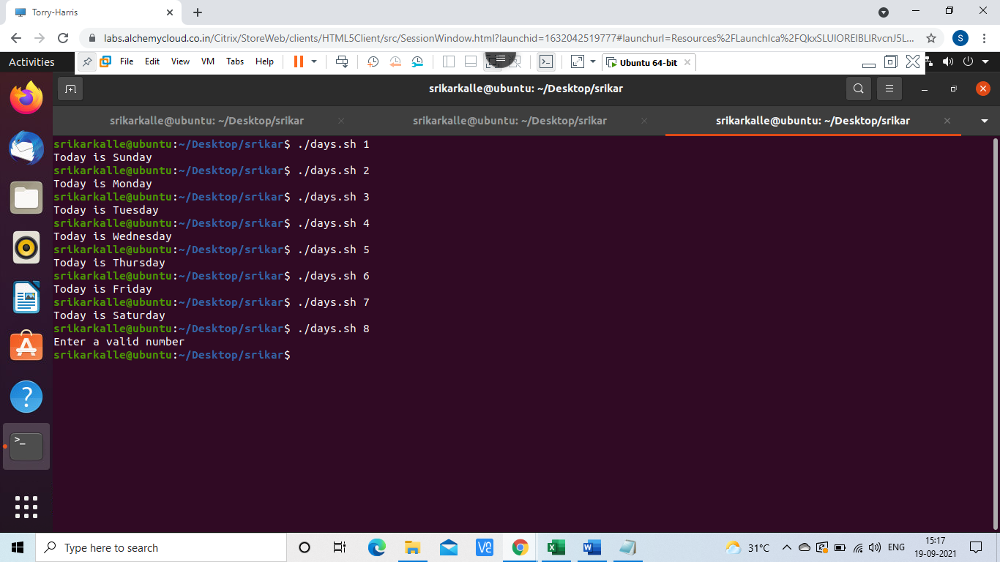 Torry-Harris
labs.alchemycloud.co.in/Citrix/StoreWeb/clients/HTML5Client/src/SessionWindow.html?launchid=1632042519777#launchurl=Resources%2FLaunchIca%2FQkxSLUlORElBLlRvcnJ5L...
S
Activities
File Edit View VM Tabs Help
Ubuntu 64-bit
srikarkalle@ubuntu: ~/Desktop/srikar
srikarkalle@ubuntu: ~/Desktop/srikar
srikarkalle@ubuntu: ~/Desktop/srikar
srikarkalle@ubuntu: ~/Desktop/srikar
srikarkalle@ubuntu:~/Desktop/srikar$ ./days.sh 1
Today is Sunday
srikarkalle@ubuntu:~/Desktop/srikar$ ./days.sh 2
Today is Monday
srikarkalle@ubuntu:~/Desktop/srikar$ ./days.sh 3
Today is Tuesday
srikarkalle@ubuntu:~/Desktop/srikar$ ./days.sh 4
Today is Wednesday
srikarkalle@ubuntu:~/Desktop/srikar$ ./days.sh 5
Today is Thursday
srikarkalle@ubuntu:~/Desktop/srikar$ ./days.sh 6
Today is Friday
srikarkalle@ubuntu:~/Desktop/srikar$ ./days.sh 7
Today is Saturday
srikarkalle@ubuntu:~/Desktop/srikar$ ./days.sh 8
Enter a valid number
srikarkalle@ubuntu:~/Desktop/srikar$
Type here to search
31°C
ENG
15:17
19-09-2021